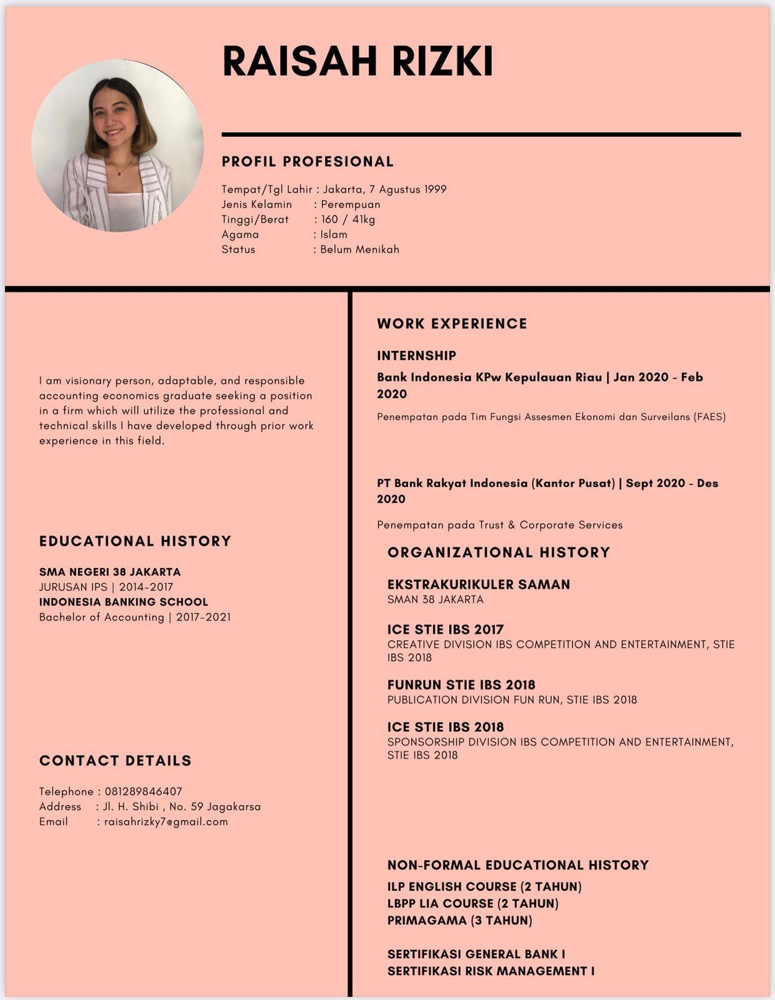 RAISAH RIZKI
PROFIL PROFESIONAL
Tempat/Tgl Lahir : Jakarta, 7 Agustus 1999
Jenis Kelamin : Perempuan
Tinggi/Berat : 160 / 41kg
Agama : Islam
Status : Belum Menikah
I am visionary person, adaptable, and responsible
accounting economics graduate seeking a position
in a firm which will utilize the professional and
technical skills I have developed through prior work
experience in this field.
EDUCATIONAL HISTORY
SMA NEGERI 38 JAKARTA
JURUSAN IPS | 2014-2017
INDONESIA BANKING SCHOOL
Bachelor of Accounting | 2017-2021
CONTACT DETAILS
Telephone : 081289846407
Address : Jl. H. Shibi , No. 59 Jagakarsa
Email : raisahrizky7@gmail.com
WORK EXPERIENCE
INTERNSHIP
Bank Indonesia KPw Kepulauan Riau | Jan 2020 - Feb
2020
Penempatan pada Tim Fungsi Assesmen Ekonomi dan Surveilans (FAES)
PT Bank Rakyat Indonesia (Kantor Pusat) | Sept 2020 - Des
2020
Penempatan pada Trust & Corporate Services
ORGANIZATIONAL HISTORY
EKSTRAKURIKULER SAMAN
SMAN 38 JAKARTA
ICE STIE IBS 2017
CREATIVE DIVISION IBS COMPETITION AND ENTERTAINMENT, STIE
IBS 2018
FUNRUN STIE IBS 2018
PUBLICATION DIVISION FUN RUN, STIE IBS 2018
ICE STIE IBS 2018
SPONSORSHIP DIVISION IBS COMPETITION AND ENTERTAINMENT,
STIE IBS 2018
NON-FORMAL EDUCATIONAL HISTORY
ILP ENGLISH COURSE (2 TAHUN)
LBPP LIA COURSE (2 TAHUN)
PRIMAGAMA (3 TAHUN)
SERTIFIKASI GENERAL BANK I
SERTIFIKASI RISK MANAGEMENT I